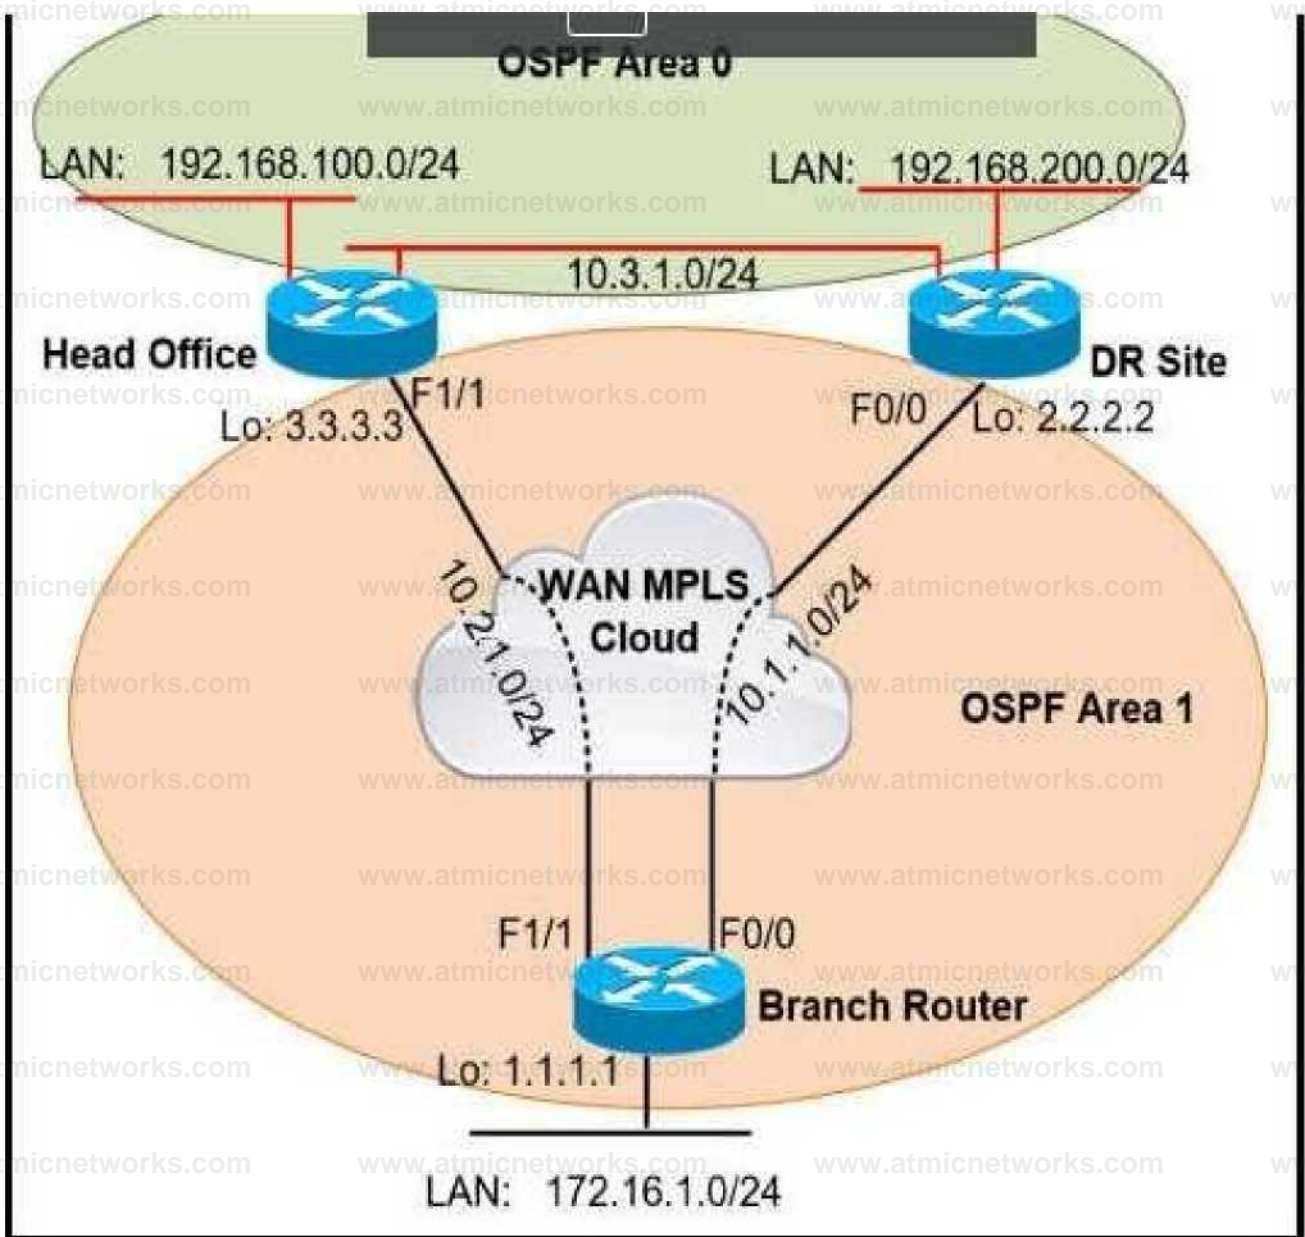 OSPF Area 0
LAN: 192.168.100.0/24
LAN: 192.168.200.0/24
10.3.1.0/24
Head Office
DR Site
F1/1
F0/0
Lo: 3.3.3.3
Lo: 2.2.2.2
WAN MPLS
Cloud
10.2.1.0/24
10.1.1.0/24
OSPF Area 1
F1/1
F0/0
Branch Router
Lo: 1.1.1.1
LAN: 172.16.1.0/24
www.atmicnetworks.com